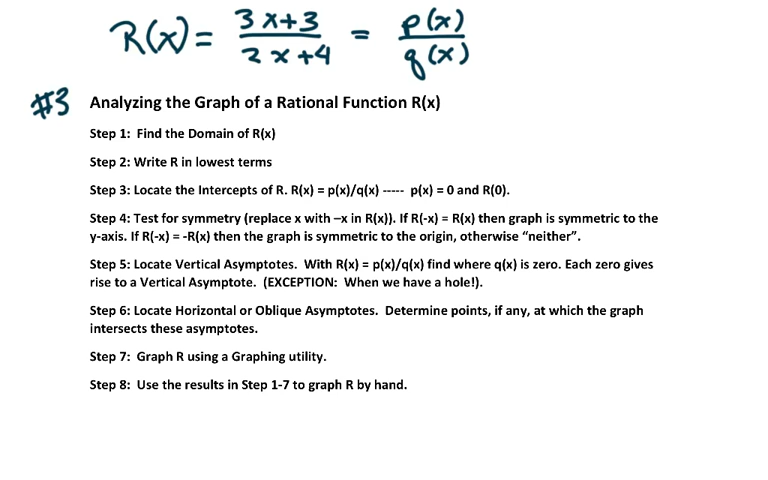 R(x) = 3x+3 / 2x+4 = p(x) / q(x)
#3 Analyzing the Graph of a Rational Function R(x)
Step 1: Find the Domain of R(x)
Step 2: Write R in lowest terms
Step 3: Locate the Intercepts of R. R(x) = p(x)/q(x) ----- p(x) = 0 and R(0).
Step 4: Test for symmetry (replace x with –x in R(x)). If R(-x) = R(x) then graph is symmetric to the
y-axis. If R(-x) = -R(x) then the graph is symmetric to the origin, otherwise “neither”.
Step 5: Locate Vertical Asymptotes. With R(x) = p(x)/q(x) find where q(x) is zero. Each zero gives
rise to a Vertical Asymptote. (EXCEPTION: When we have a hole!).
Step 6: Locate Horizontal or Oblique Asymptotes. Determine points, if any, at which the graph
intersects these asymptotes.
Step 7: Graph R using a Graphing utility.
Step 8: Use the results in Step 1-7 to graph R by hand.